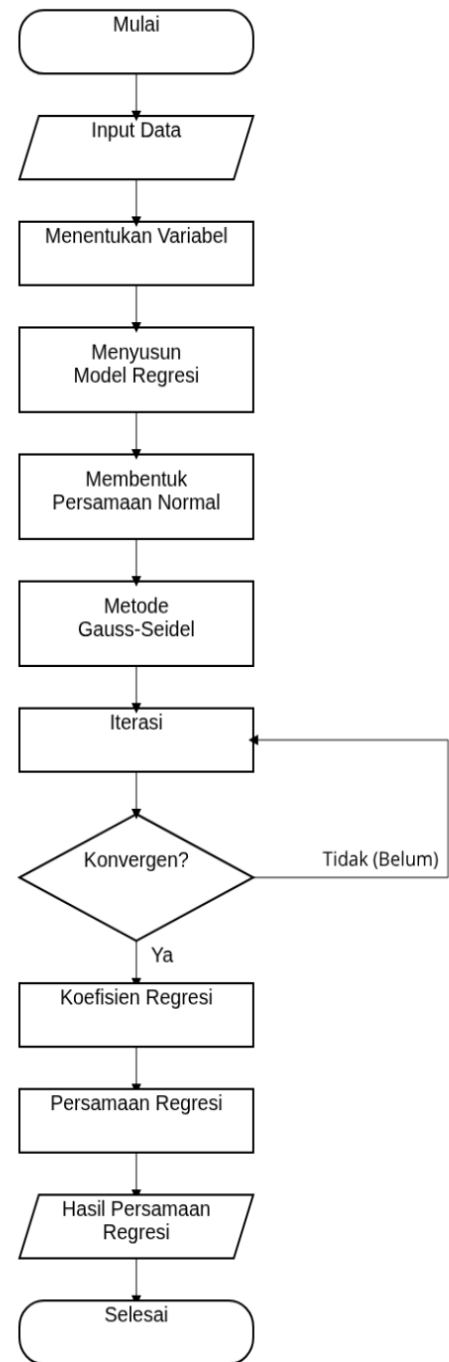 Mulai
Input Data
Menentukan Variabel
Menyusun
Model Regresi
Membentuk
Persamaan Normal
Metode
Gauss-Seidel
Iterasi
Konvergen?
Tidak (Belum)
Ya
Koefisien Regresi
Persamaan Regresi
Hasil Persamaan
Regresi
Selesai